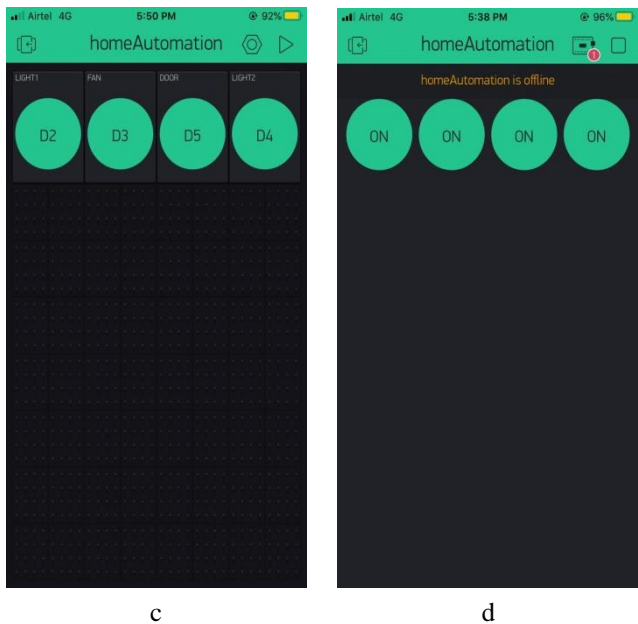 Airtel 4G 5:50 PM 92%
homeAutomation
LIGHT1 FAN DOOR LIGHT2
D2 D3 D5 D4
c
Airtel 4G 5:38 PM 96%
homeAutomation 1
homeAutomation is offline
ON ON ON ON
d